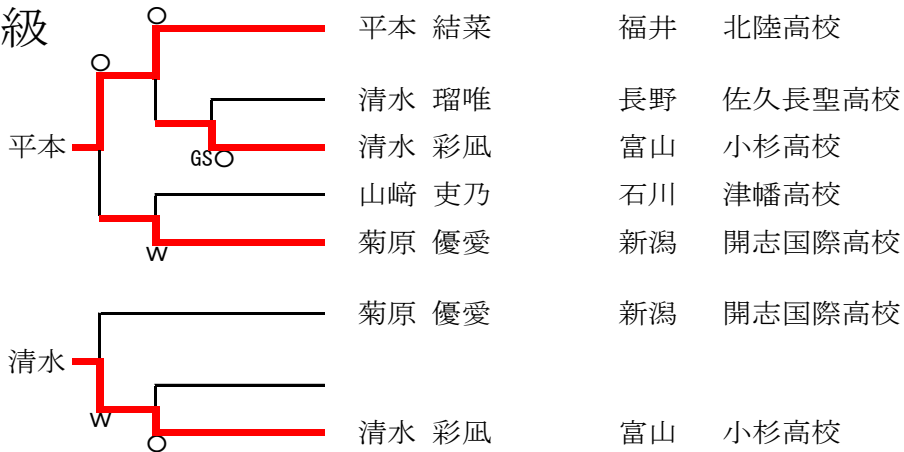 級
○
平本 結菜 福井 北陸高校
○
清水 瑠唯 長野 佐久長聖高校
平本
清水 彩凪 富山 小杉高校
GS○
山﨑 吏乃 石川 津幡高校
菊原 優愛 新潟 開志国際高校
W
菊原 優愛 新潟 開志国際高校
清水
W
清水 彩凪 富山 小杉高校
○